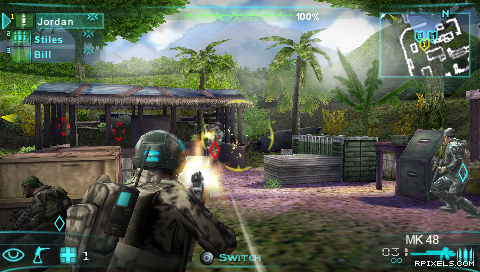 Jordan
Stiles
Bill
100%
N
1
SWITCH
MK 48
03
∞
RPIXELS.COM